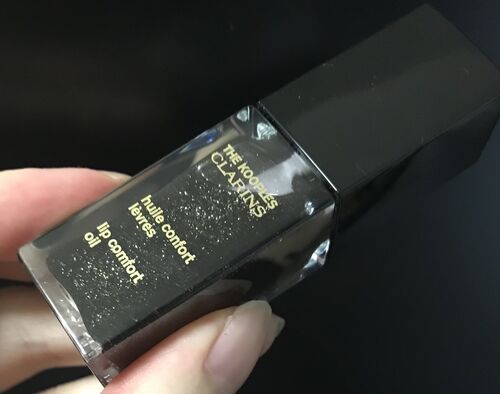 THE KOOPLES
CLARINS
huile confort
lèvres
lip comfort
oil